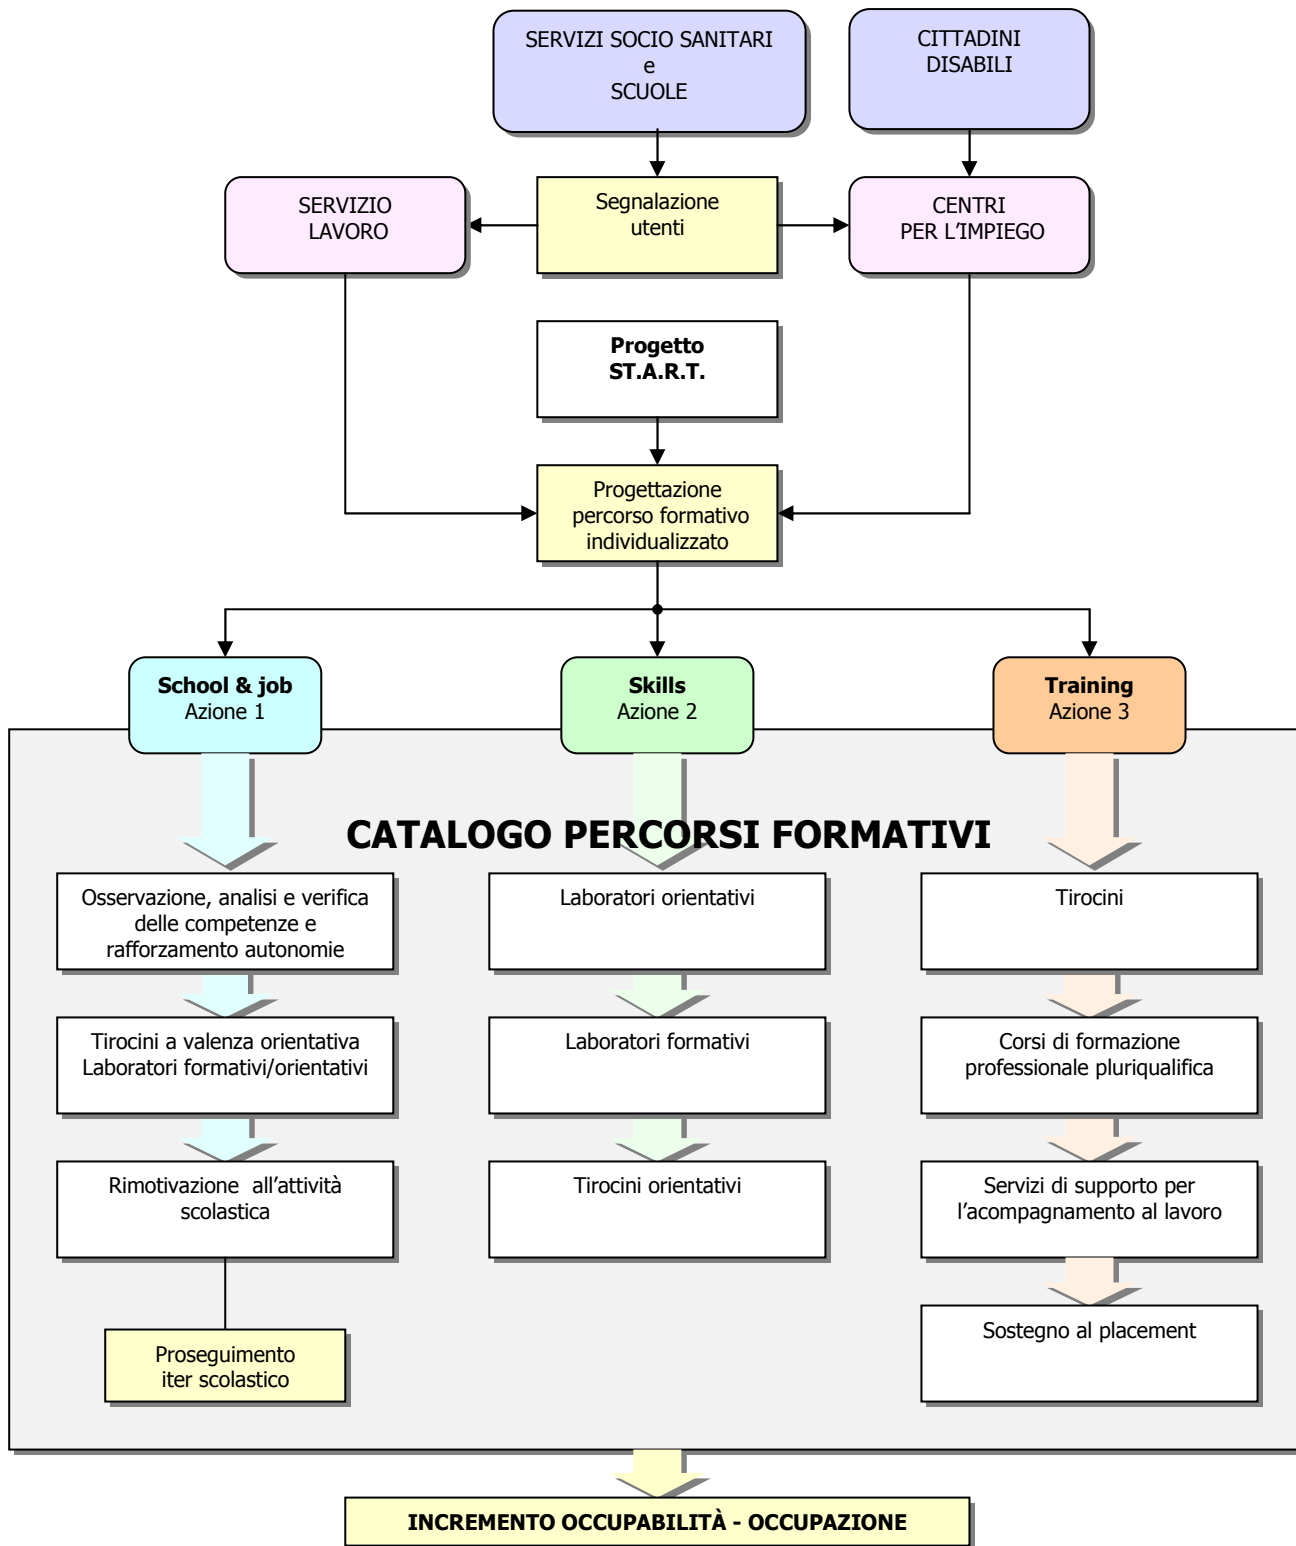 SERVIZI SOCIO SANITARI
e
SCUOLE
CITTADINI
DISABILI
SERVIZIO
LAVORO
Segnalazione
utenti
CENTRI
PER L'IMPIEGO
Progetto
ST.A.R.T.
Progettazione
percorso formativo
individualizzato
School & job
Azione 1
Skills
Azione 2
Training
Azione 3
CATALOGO PERCORSI FORMATIVI
Osservazione, analisi e verifica
delle competenze e
rafforzamento autonomie
Laboratori orientativi
Tirocini
Tirocini a valenza orientativa
Laboratori formativi/orientativi
Laboratori formativi
Corsi di formazione
professionale pluriqualifica
Rimotivazione all'attività
scolastica
Tirocini orientativi
Servizi di supporto per
l'acompagnamento al lavoro
Sostegno al placement
Proseguimento
iter scolastico
INCREMENTO OCCUPABILITÀ - OCCUPAZIONE